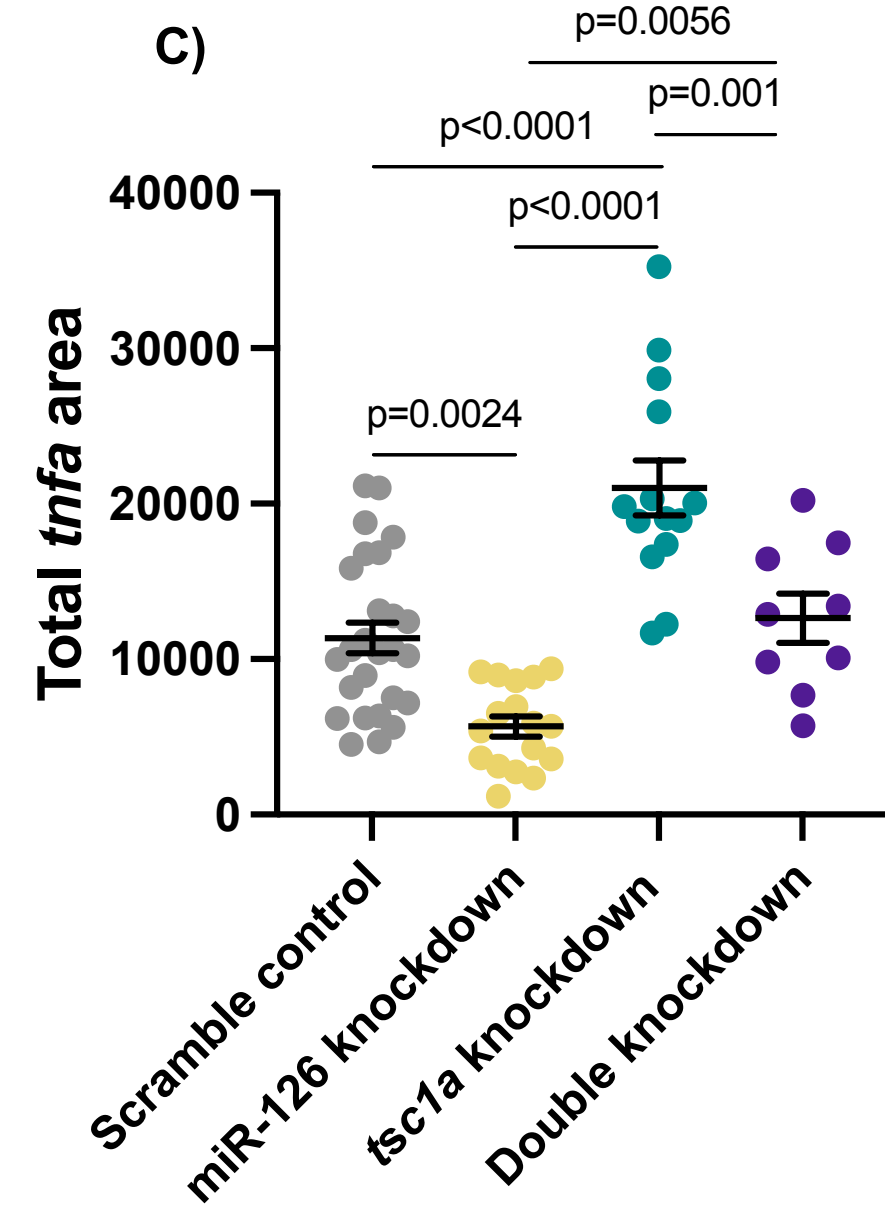 C)
p=0.0056
p=0.001
p<0.0001
p<0.0001
p=0.0024
Total tnfa area
40000
30000
20000
10000
0
Scramble control
miR-126 knockdown
tsc1a knockdown
Double knockdown